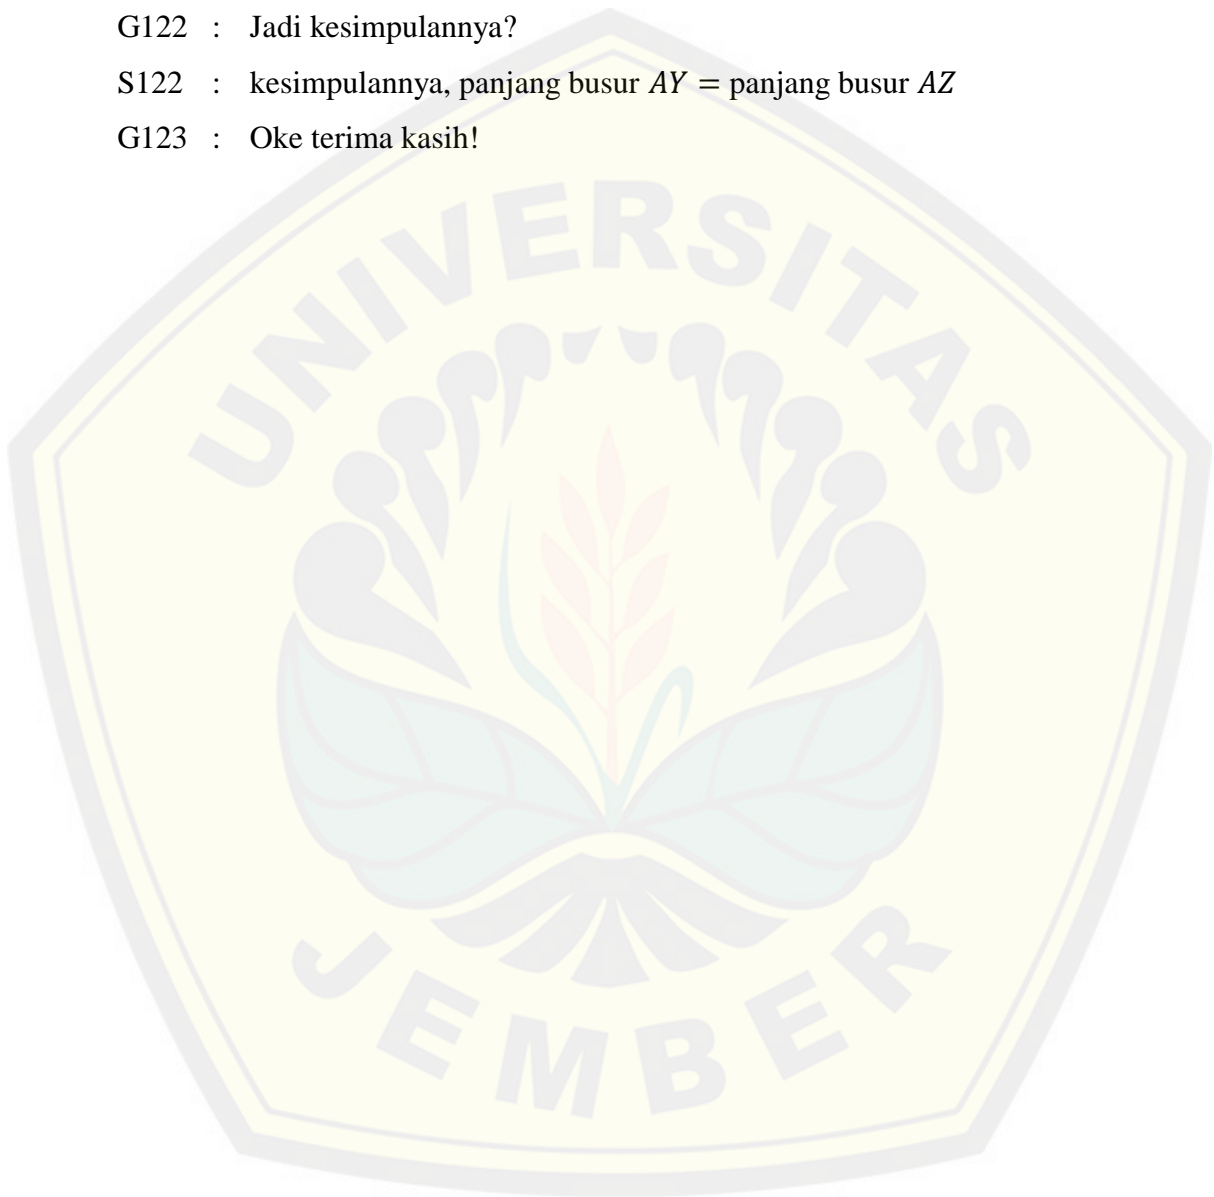 G122 : Jadi kesimpulannya?
S122 : kesimpulannya, panjang busur AY = panjang busur AZ
G123 : Oke terima kasih!
UNIVERSITAS
JEMBER